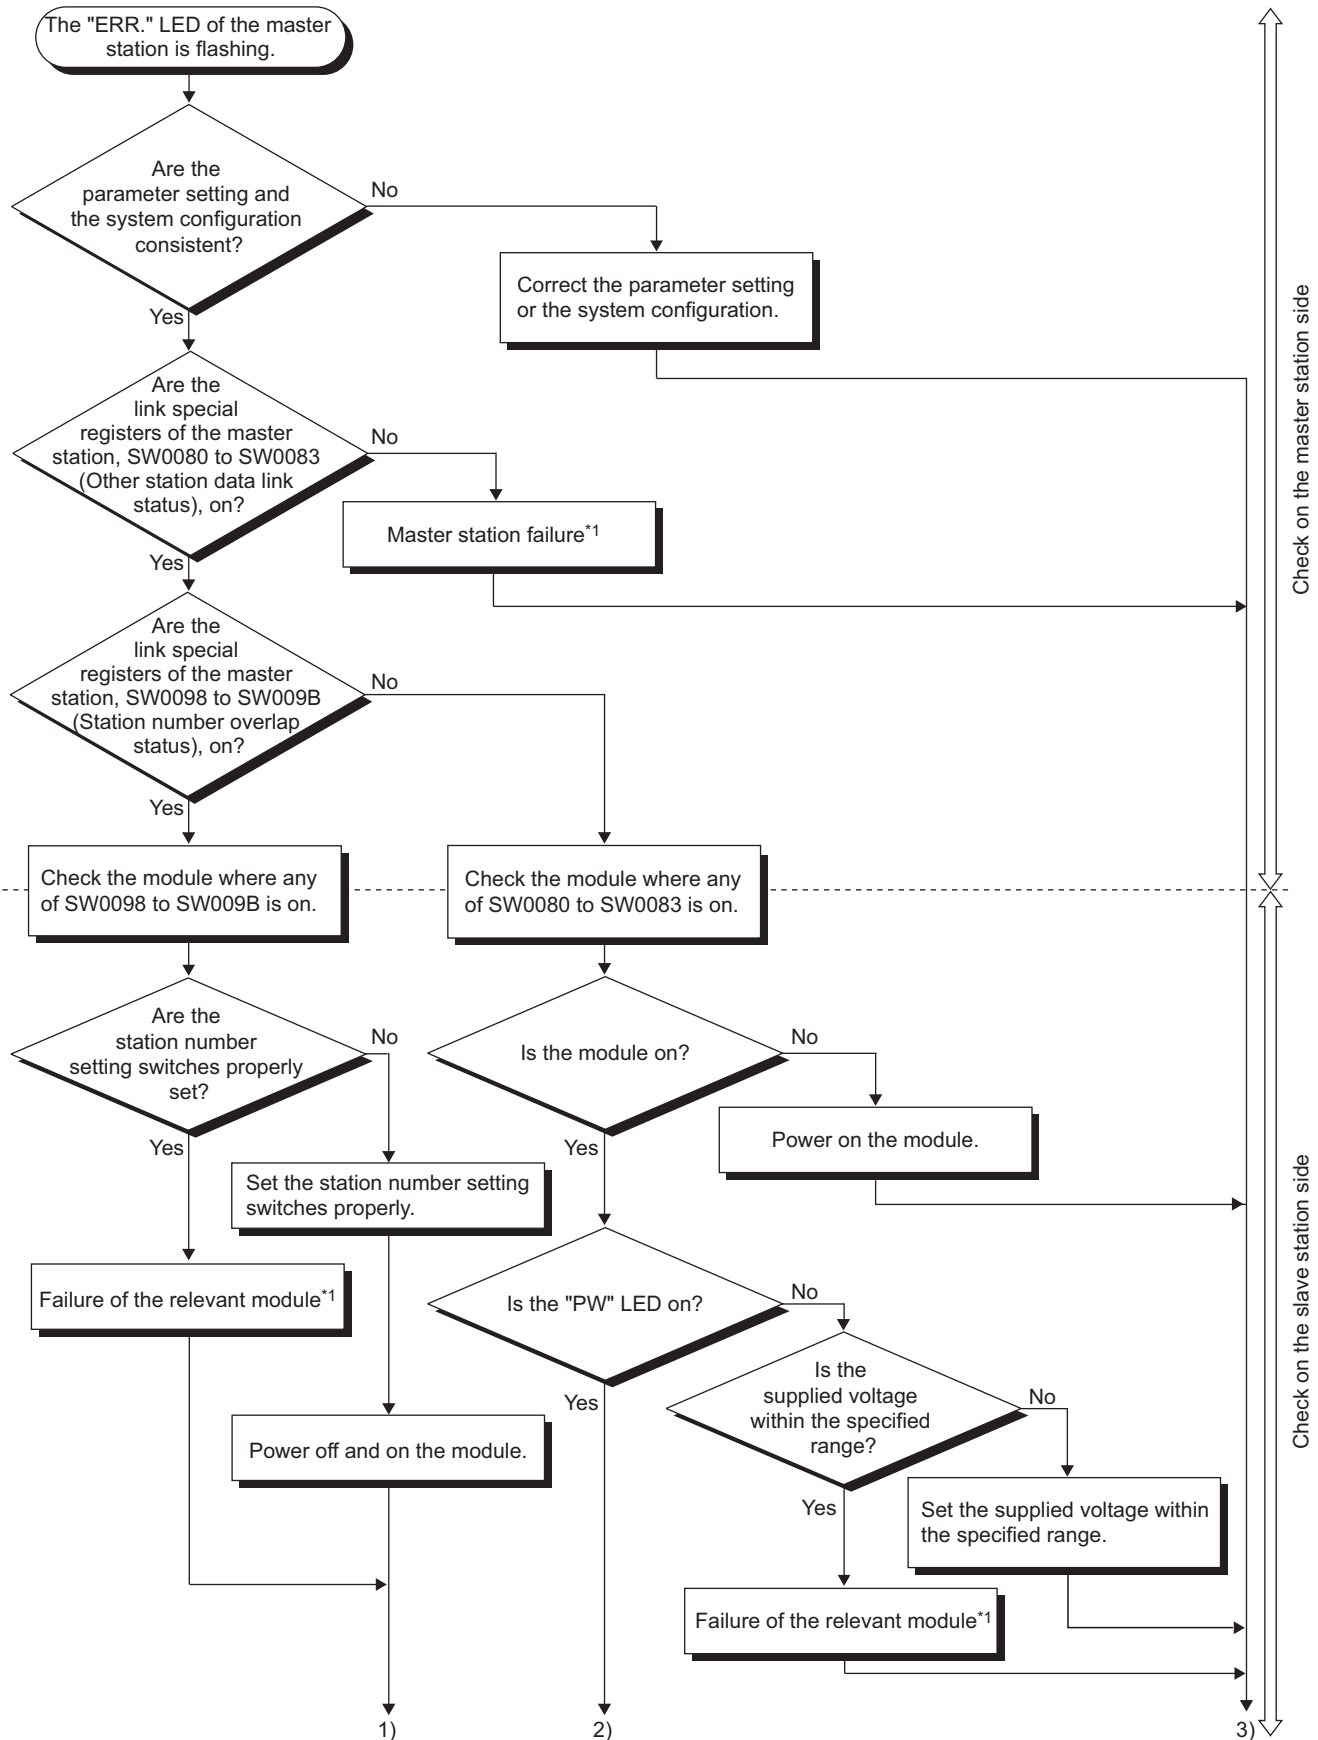 The "ERR." LED of the master
station is flashing.
Are the
parameter setting and
the system configuration
consistent?
No
Correct the parameter setting
or the system configuration.
Yes
Are the
link special
registers of the master
station, SW0080 to SW0083
(Other station data link
status), on?
No
Master station failure*1
Yes
Are the
link special
registers of the master
station, SW0098 to SW009B
(Station number overlap
status), on?
No
Yes
Check the module where any
of SW0098 to SW009B is on.
Check the module where any
of SW0080 to SW0083 is on.
Check on the master station side
Are the
station number
setting switches properly
set?
No
Is the module on?
No
Power on the module.
Yes
Yes
Set the station number setting
switches properly.
Failure of the relevant module*1
Is the "PW" LED on?
No
Is the
supplied voltage
within the specified
range?
No
Yes
Power off and on the module.
Yes
Set the supplied voltage within
the specified range.
Failure of the relevant module*1
Check on the slave station side
1)
2)
3)